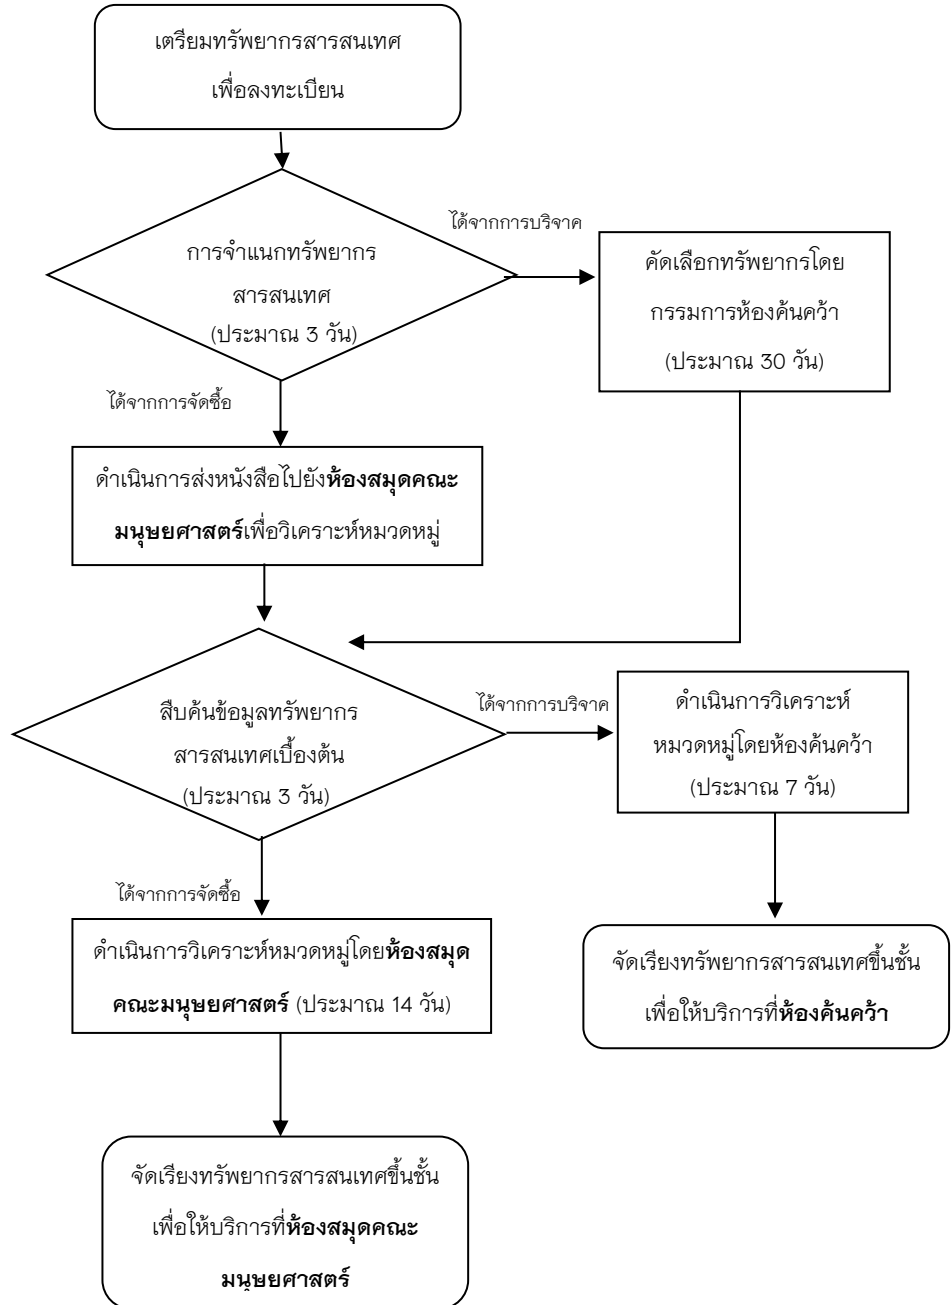 เตรียมทรัพยากรสารสนเทศ
เพื่อลงทะเบียน
ได้จากการบริจาค
การจำแนกทรัพยากร
สารสนเทศ
(ประมาณ 3 วัน)
คัดเลือกทรัพยากรโดย
กรรมการห้องค้นคว้า
(ประมาณ 30 วัน)
ได้จากการจัดซื้อ
ดำเนินการส่งหนังสือไปยังห้องสมุดคณะ
มนุษยศาสตร์เพื่อวิเคราะห์หมวดหมู่
สืบค้นข้อมูลทรัพยากร
สารสนเทศเบื้องต้น
(ประมาณ 3 วัน)
ได้จากการบริจาค
ดำเนินการวิเคราะห์
หมวดหมู่โดยห้องค้นคว้า
(ประมาณ 7 วัน)
ได้จากการจัดซื้อ
ดำเนินการวิเคราะห์หมวดหมู่โดยห้องสมุด
คณะมนุษยศาสตร์ (ประมาณ 14 วัน)
จัดเรียงทรัพยากรสารสนเทศขึ้นชั้น
เพื่อให้บริการที่ห้องค้นคว้า
จัดเรียงทรัพยากรสารสนเทศขึ้นชั้น
เพื่อให้บริการที่ห้องสมุดคณะ
มนุษยศาสตร์